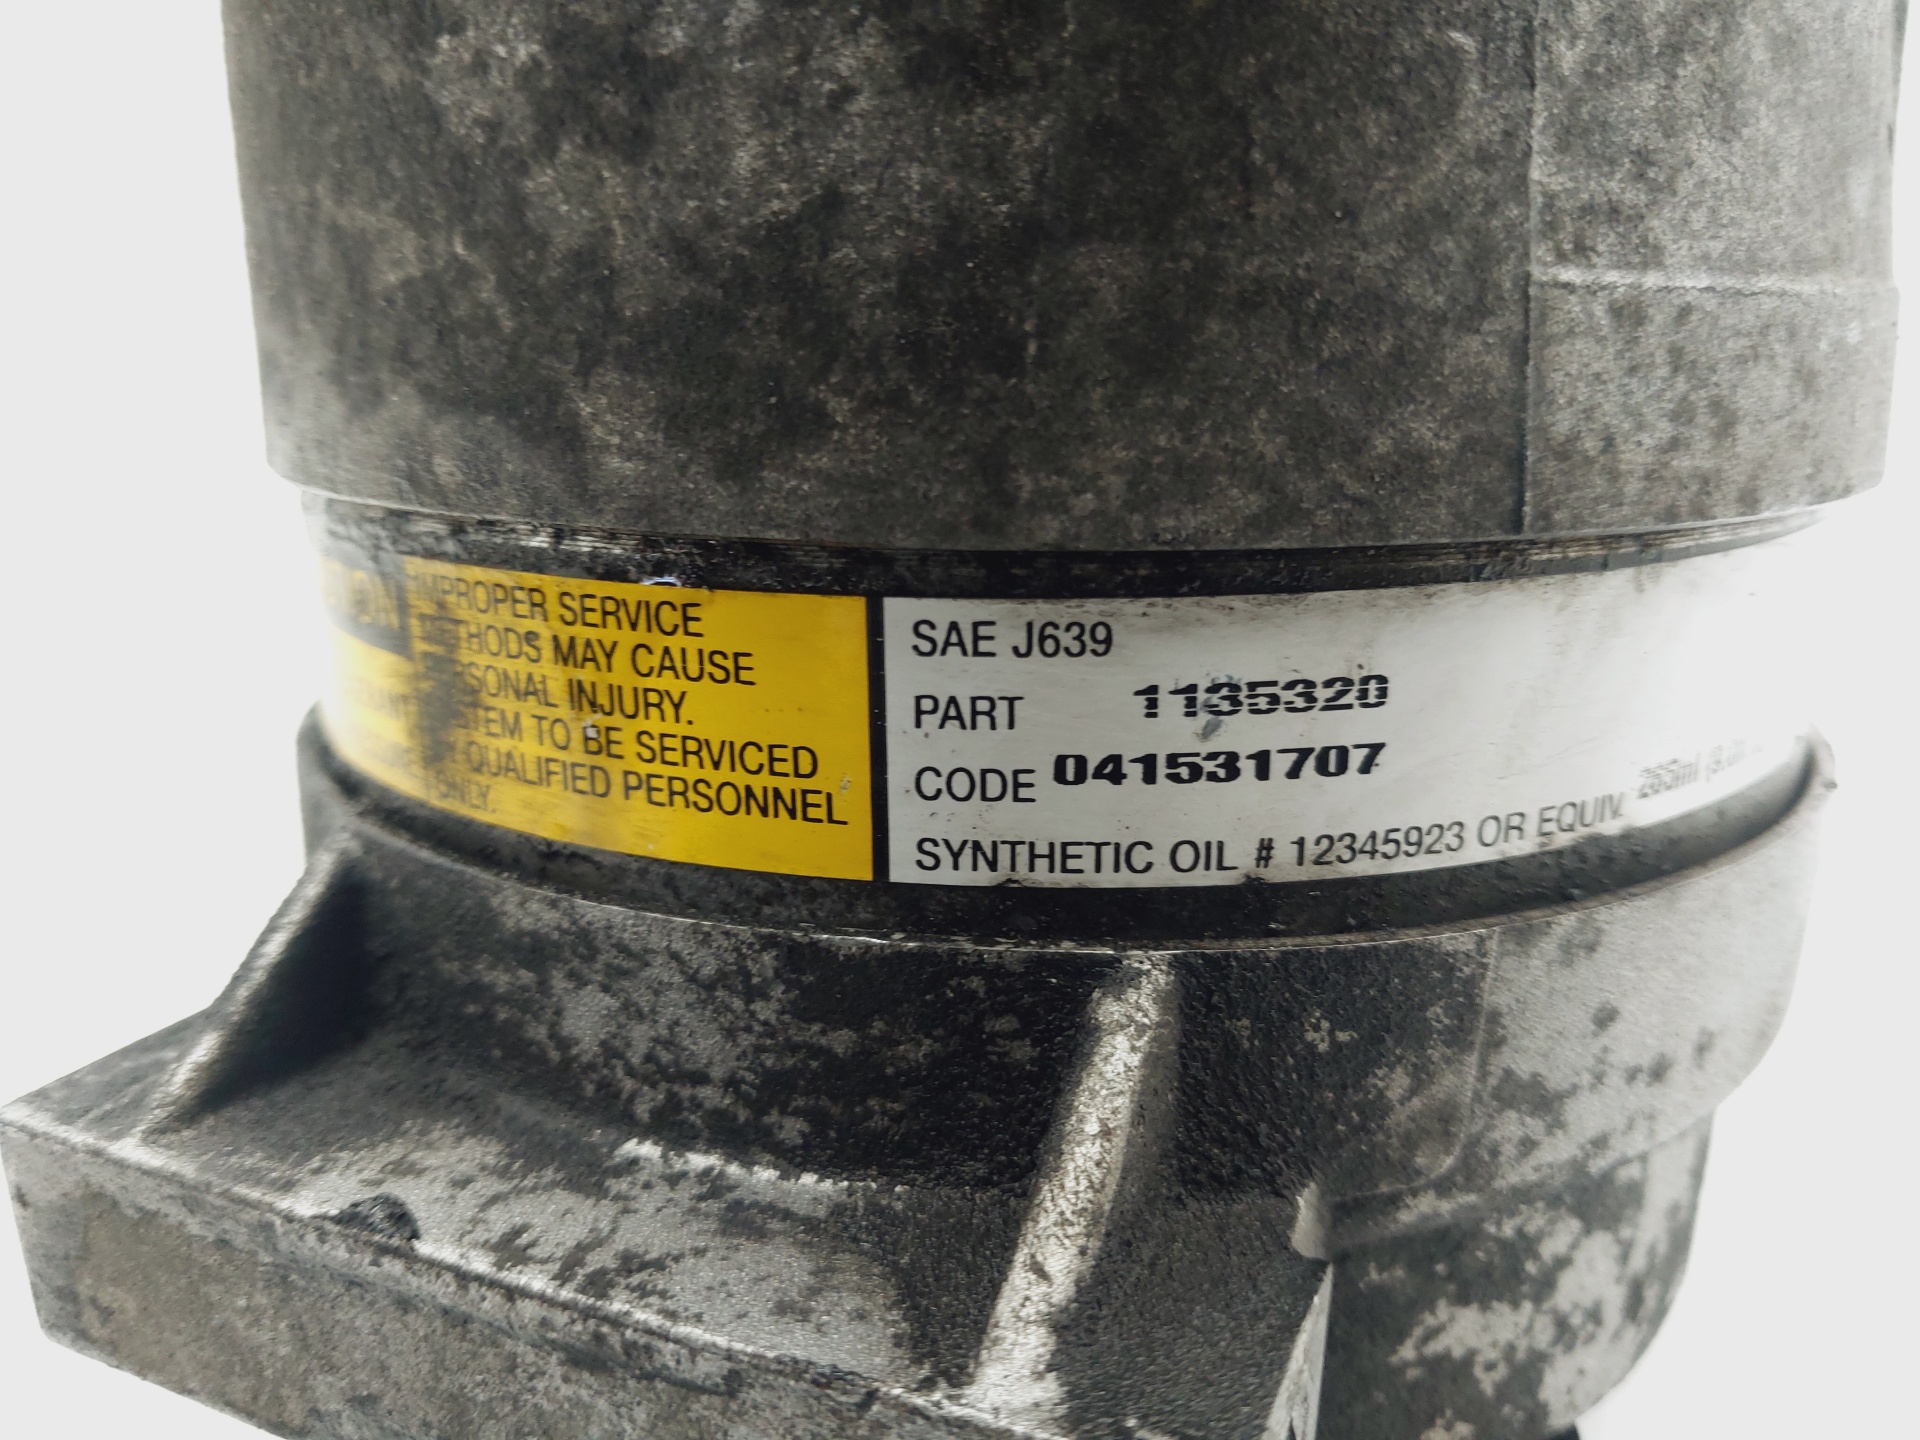 IMPROPER SERVICE
METHODS MAY CAUSE
PERSONAL INJURY.
SYSTEM TO BE SERVICED
QUALIFIED PERSONNEL
ONLY.
SAE J639
PART 1135320
CODE 041531707
SYNTHETIC OIL # 12345923 OR EQUIV.